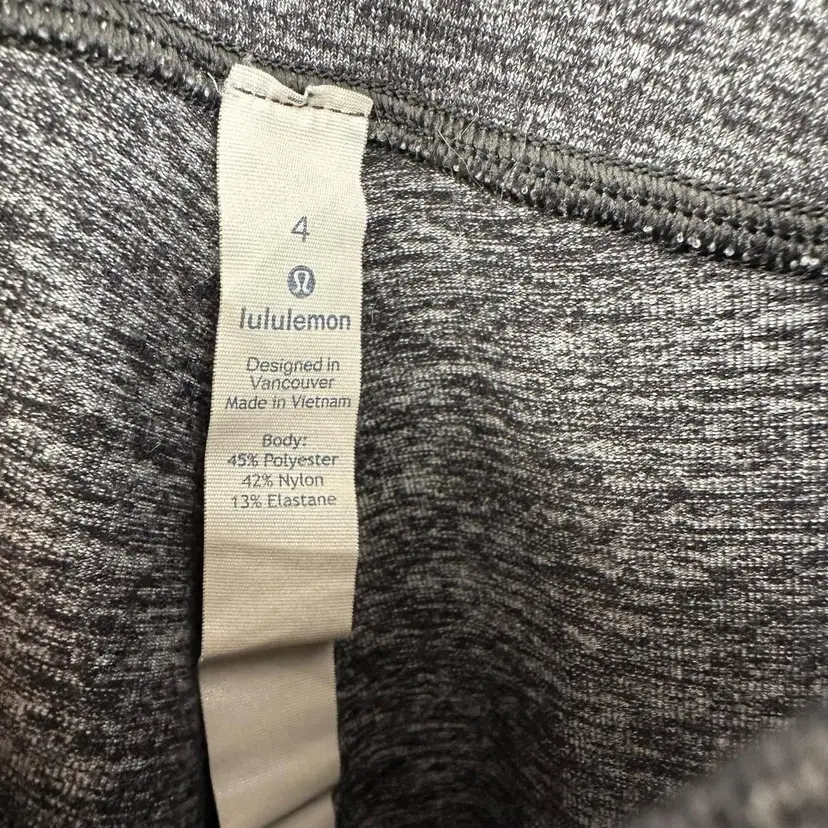 4
lululemon
Designed in
Vancouver
Made in Vietnam
Body:
45% Polyester
42% Nylon
13% Elastane